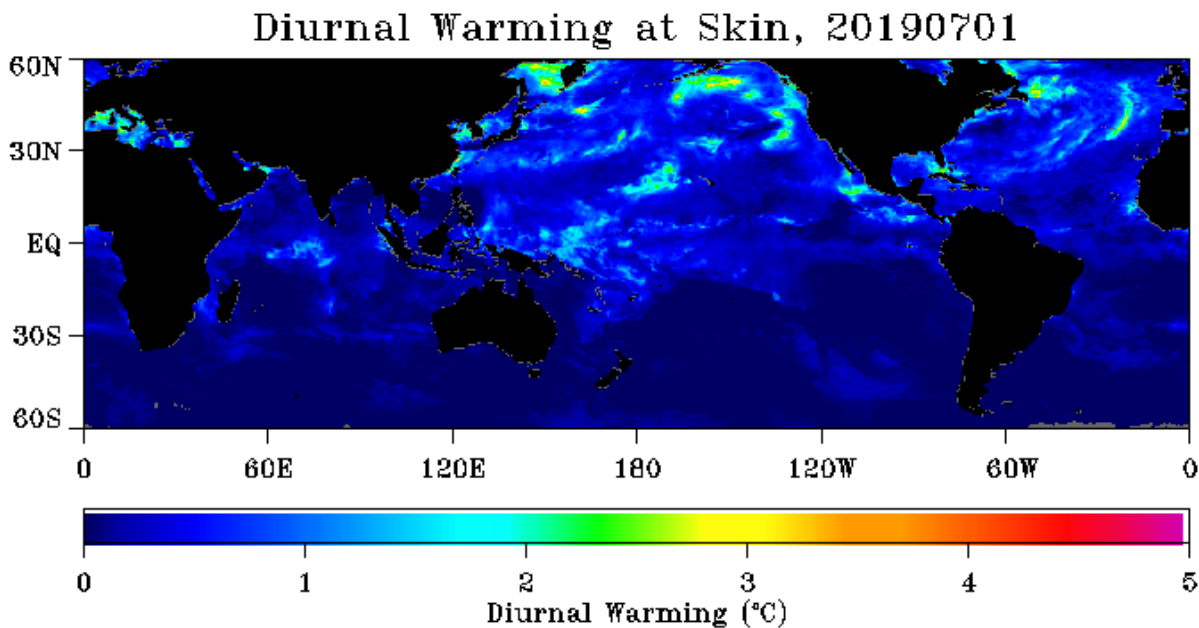 Diurnal Warming at Skin, 20190701
60N
30N
EQ
30S
60S
0 60E 120E 180 120W 60W 0
0 1 2 3 4 5
Diurnal Warming (°C)